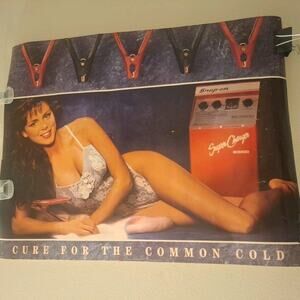 Snap-on
Super Charger
CURE FOR THE COMMON COLD